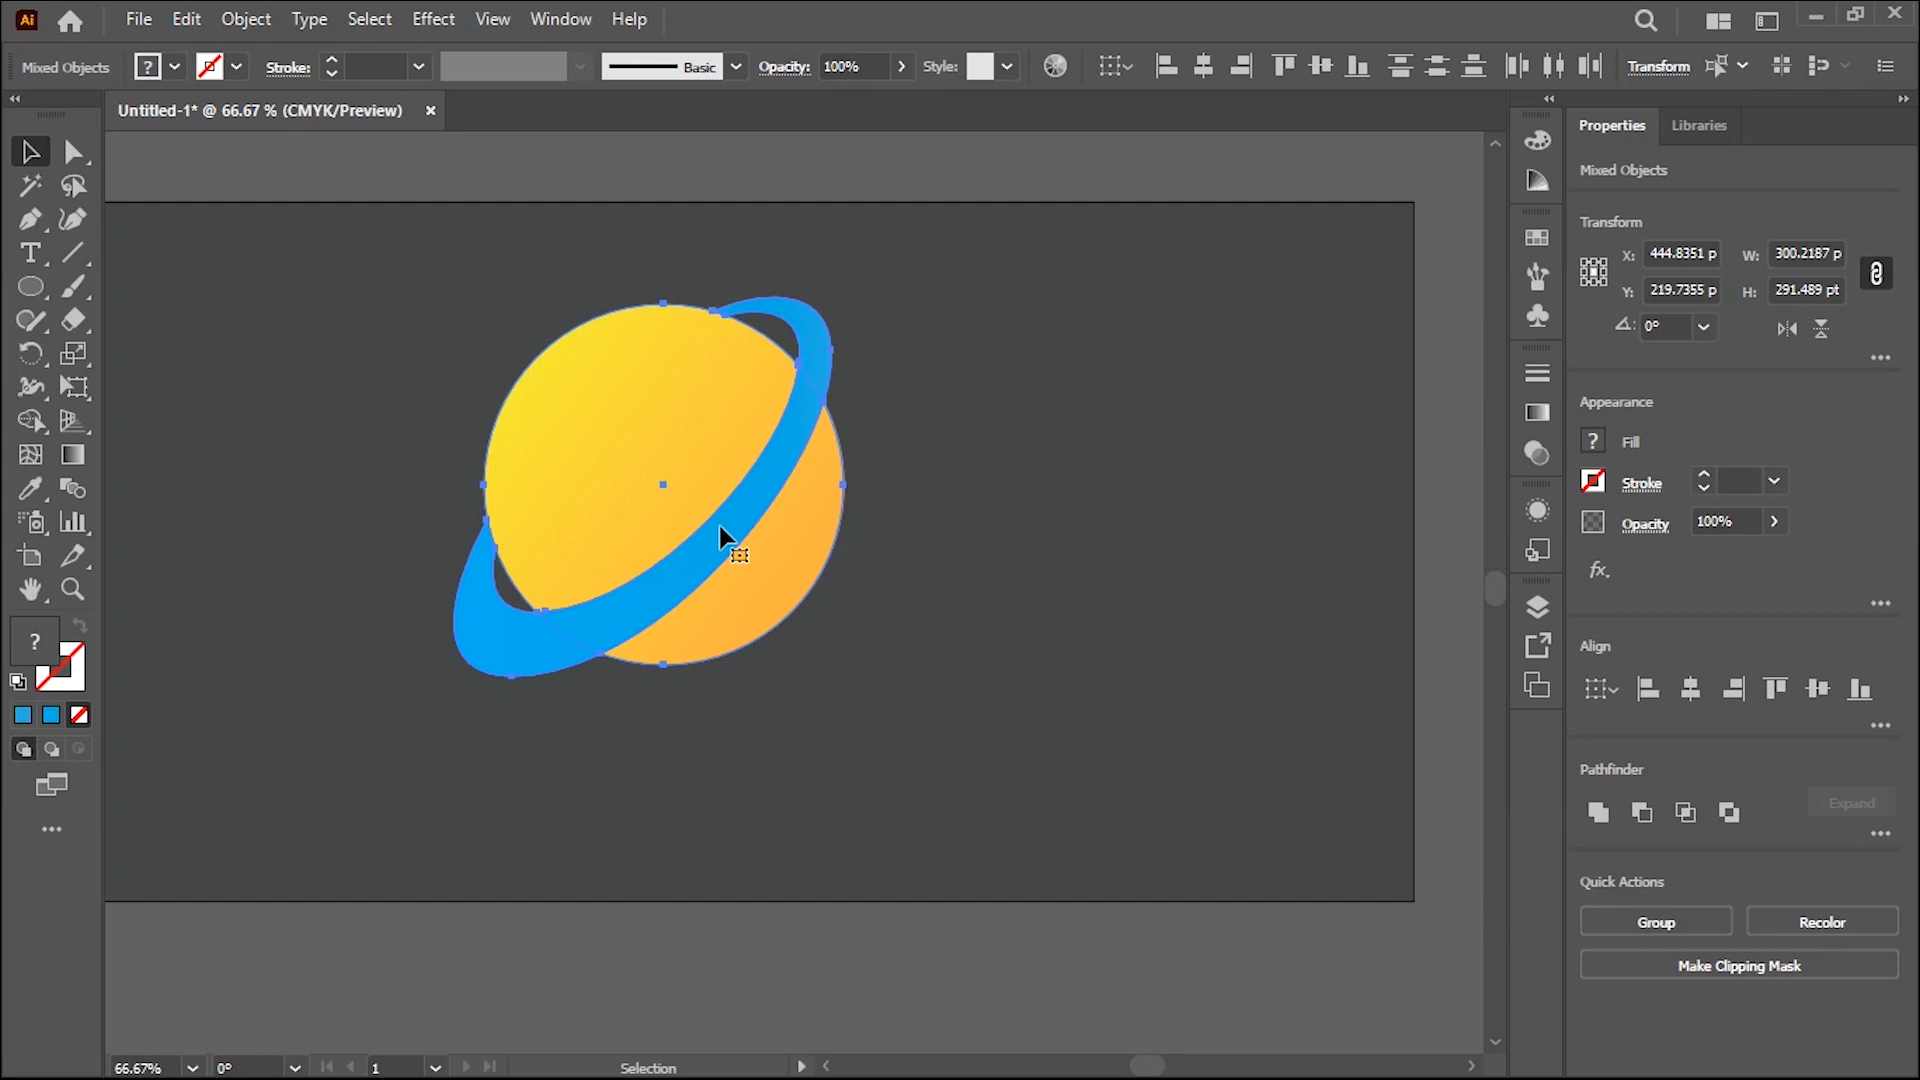 Ai File Edit Object Type Select Effect View Window Help
Mixed Objects ? Stroke: Basic Opacity: 100% Style: Transform
Untitled-1* @ 66.67 % (CMYK/Preview)
Properties Libraries
Mixed Objects
Transform
X: 444.8351 p W: 300.2187 p
Y: 219.7355 p H: 291.489 pt
0°
Appearance
? Fill
Stroke
Opacity 100%
fx.
Align
Pathfinder
Expand
Quick Actions
Group Recolor
Make Clipping Mask
T
?
66.67% 0° 1 Selection